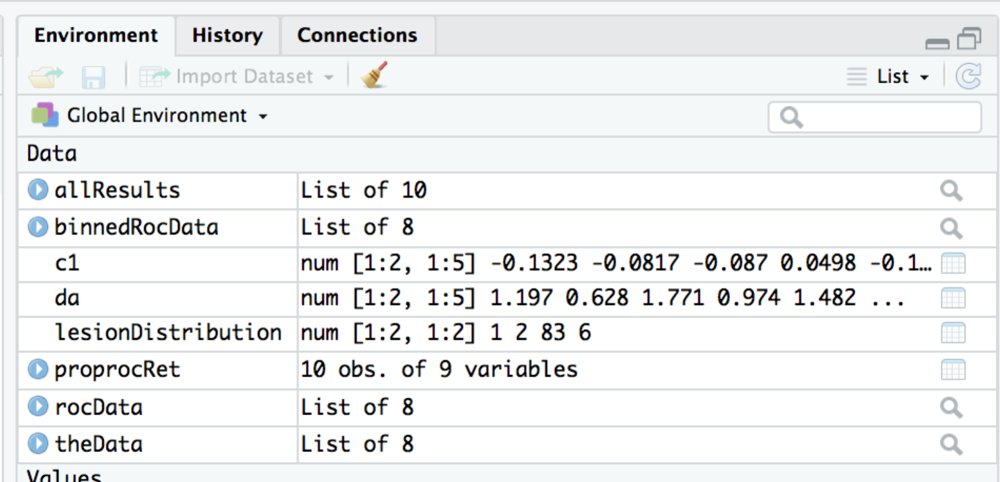 Environment History Connections
Import Dataset List
Global Environment
Data
allResults List of 10
binnedRocData List of 8
c1 num [1:2, 1:5] -0.1323 -0.0817 -0.087 0.0498 -0.1…
da num [1:2, 1:5] 1.197 0.628 1.771 0.974 1.482 ...
lesionDistribution num [1:2, 1:2] 1 2 83 6
proprocRet 10 obs. of 9 variables
rocData List of 8
theData List of 8
Values